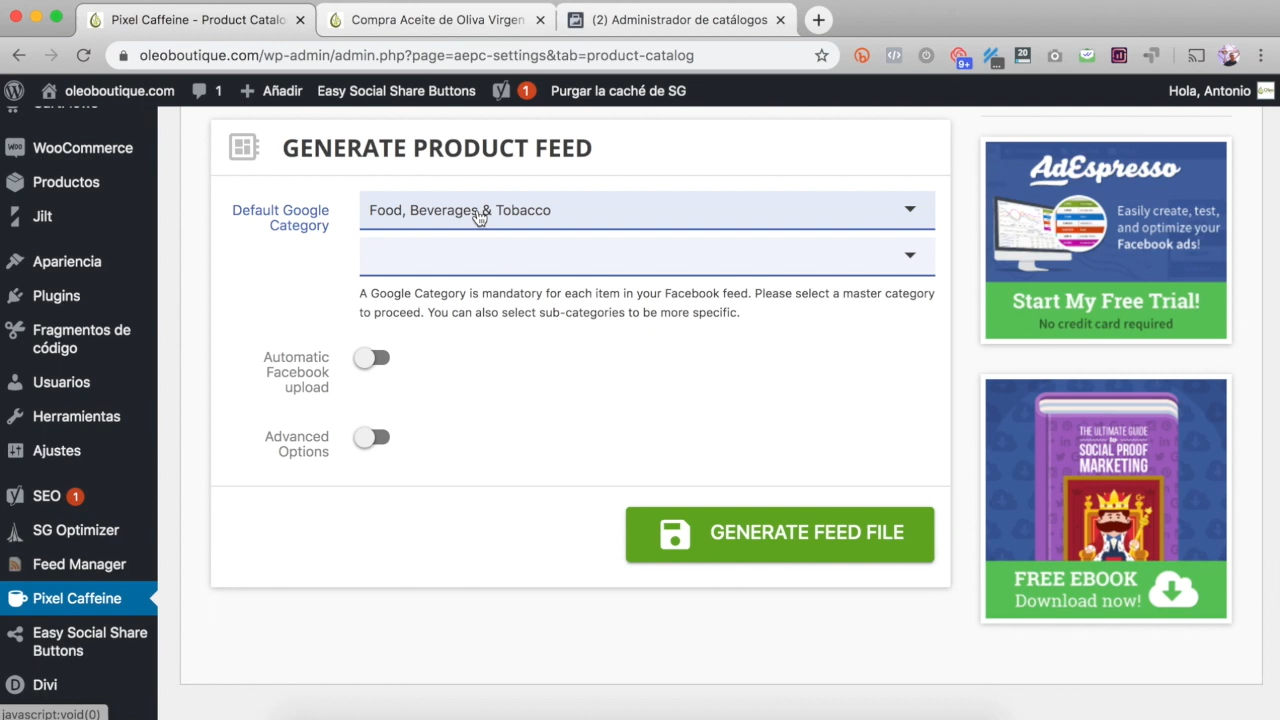 Pixel Caffeine - Product Catalo
Compra Aceite de Oliva Virgen
(2) Administrador de catálogos
oleoboutique.com/wp-admin/admin.php?page=aepc-settings&tab=product-catalog
9+
20
oleoboutique.com
1
Añadir
Easy Social Share Buttons
1
Purgar la caché de SG
Hola, Antonio
WooCommerce
Productos
Jilt
Apariencia
Plugins
Fragmentos de
código
Usuarios
Herramientas
Ajustes
SEO 1
SG Optimizer
Feed Manager
Pixel Caffeine
Easy Social Share
Buttons
Divi
javascript:void(0)
GENERATE PRODUCT FEED
Default Google
Category
Food, Beverages & Tobacco
A Google Category is mandatory for each item in your Facebook feed. Please select a master category
to proceed. You can also select sub-categories to be more specific.
Automatic
Facebook
upload
Advanced
Options
GENERATE FEED FILE
AdEspresso
Easily create, test,
and optimize your
Facebook ads!
Start My Free Trial!
No credit card required
THE ULTIMATE GUIDE
to
SOCIAL PROOF
MARKETING
FREE EBOOK
Download now!